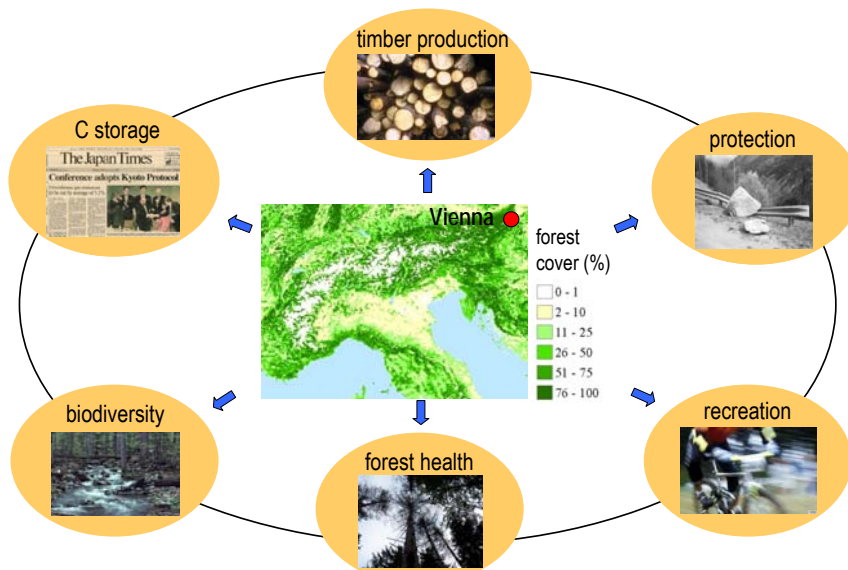 timber production
C storage
The Japan Times
Conference adopts Kyoto Protocol
protection
Vienna
forest
cover (%)
0 - 1
2 - 10
11 - 25
26 - 50
51 - 75
76 - 100
biodiversity
forest health
recreation